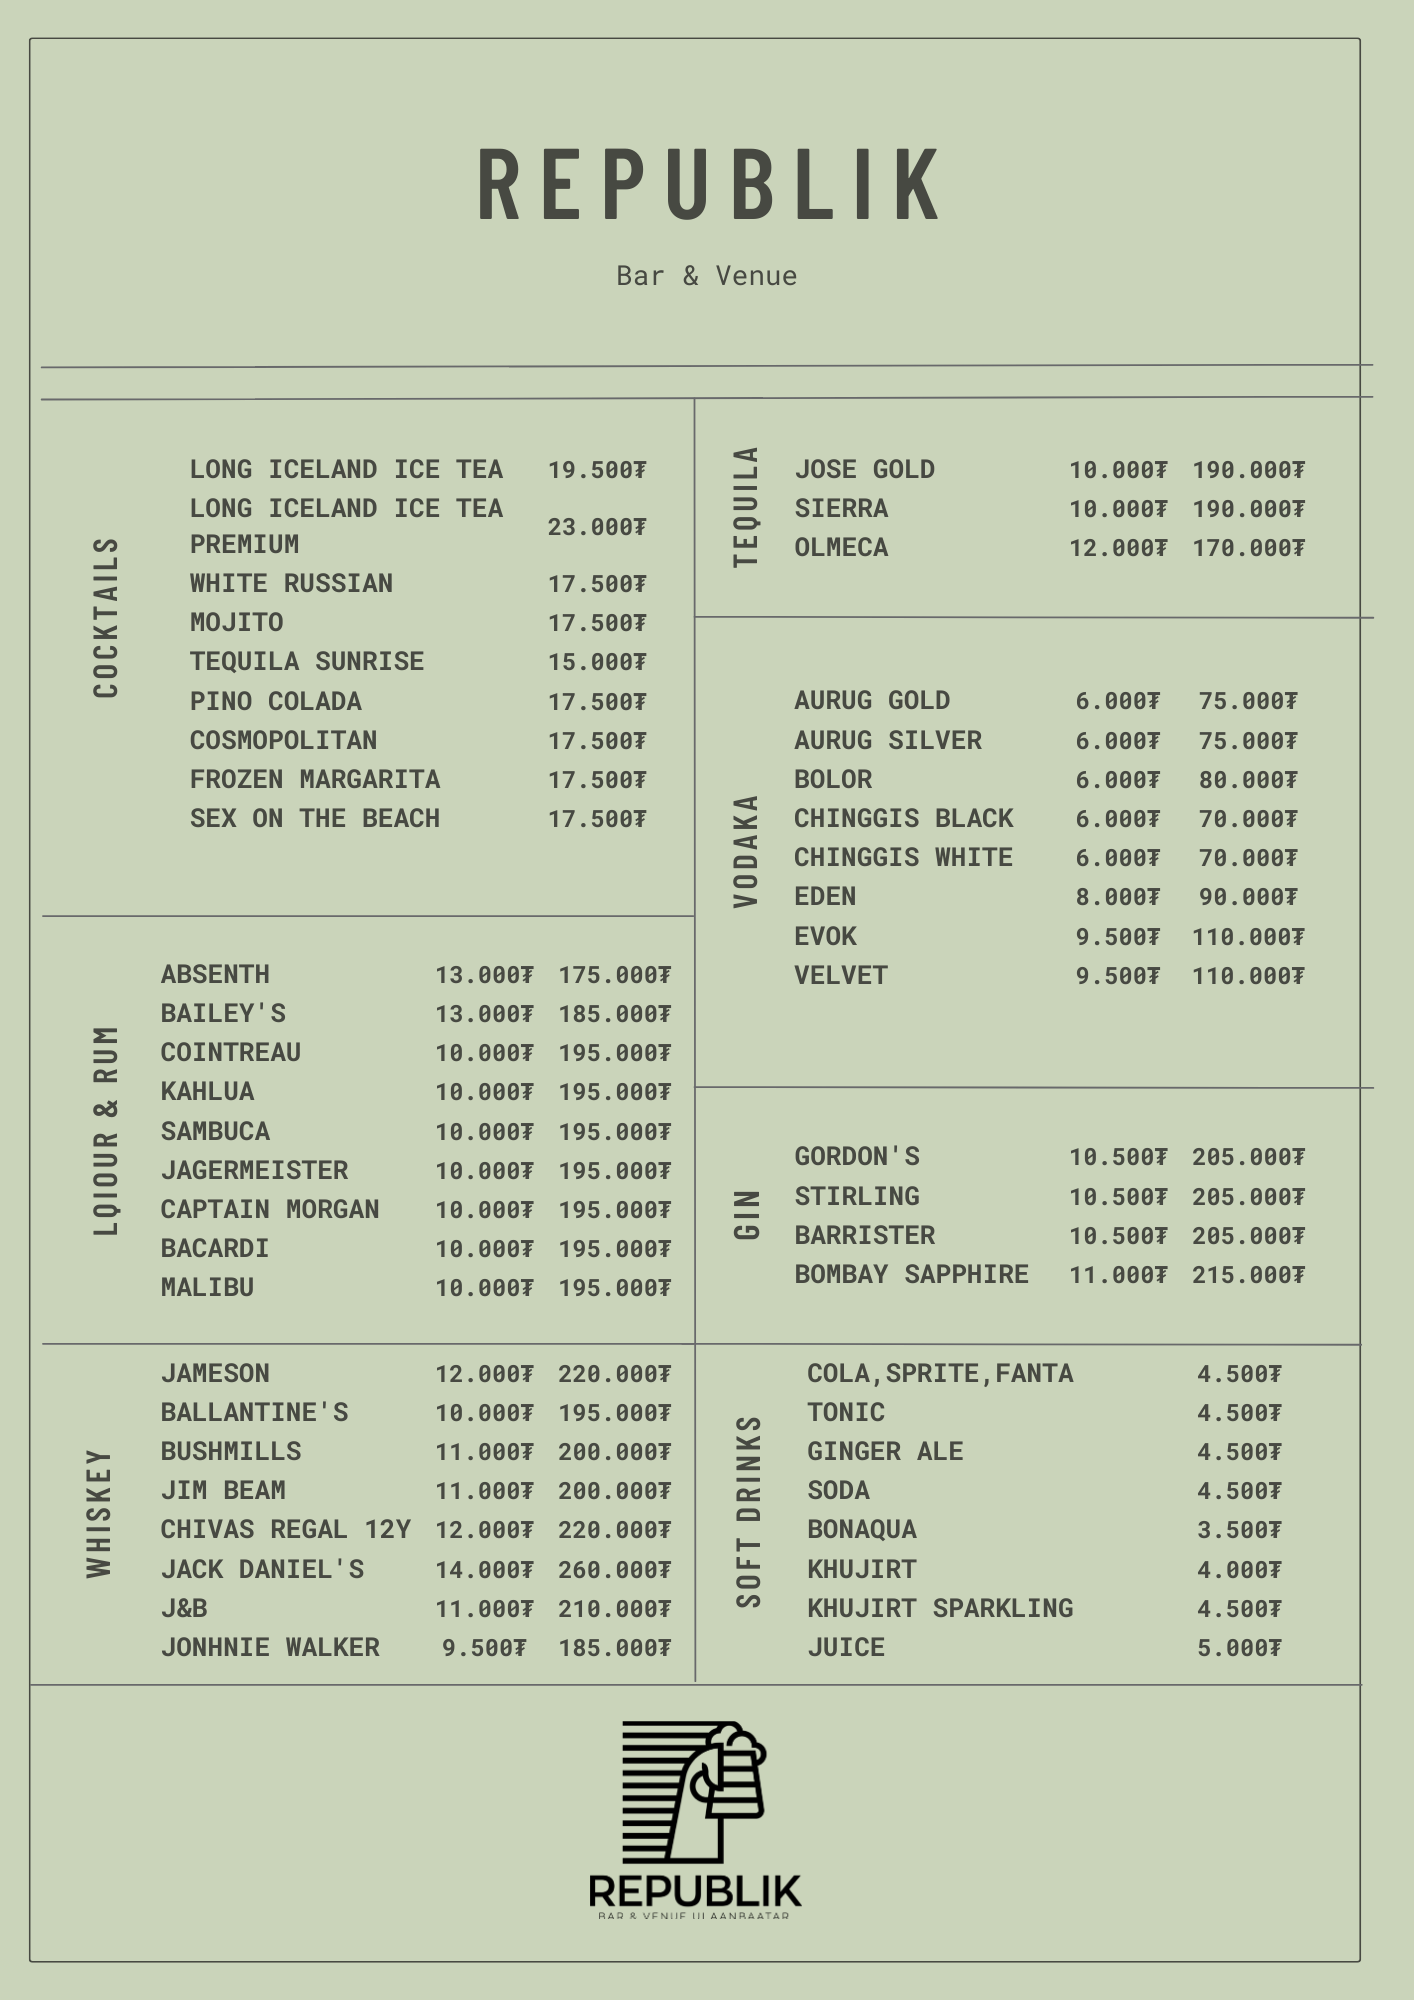 REPUBLIK
Bar & Venue
COCKTAILS
LONG ICELAND ICE TEA 19.500₮
LONG ICELAND ICE TEA
PREMIUM 23.000₮
WHITE RUSSIAN 17.500₮
MOJITO 17.500₮
TEQUILA SUNRISE 15.000₮
PINO COLADA 17.500₮
COSMOPOLITAN 17.500₮
FROZEN MARGARITA 17.500₮
SEX ON THE BEACH 17.500₮
LQIOUR & RUM
ABSENTH 13.000₮ 175.000₮
BAILEY'S 13.000₮ 185.000₮
COINTREAU 10.000₮ 195.000₮
KAHLUA 10.000₮ 195.000₮
SAMBUCA 10.000₮ 195.000₮
JAGERMEISTER 10.000₮ 195.000₮
CAPTAIN MORGAN 10.000₮ 195.000₮
BACARDI 10.000₮ 195.000₮
MALIBU 10.000₮ 195.000₮
WHISKEY
JAMESON 12.000₮ 220.000₮
BALLANTINE'S 10.000₮ 195.000₮
BUSHMILLS 11.000₮ 200.000₮
JIM BEAM 11.000₮ 200.000₮
CHIVAS REGAL 12Y 12.000₮ 220.000₮
JACK DANIEL'S 14.000₮ 260.000₮
J&B 11.000₮ 210.000₮
JONHNIE WALKER 9.500₮ 185.000₮
TEQUILA
JOSE GOLD 10.000₮ 190.000₮
SIERRA 10.000₮ 190.000₮
OLMECA 12.000₮ 170.000₮
VODAKA
AURUG GOLD 6.000₮ 75.000₮
AURUG SILVER 6.000₮ 75.000₮
BOLOR 6.000₮ 80.000₮
CHINGGIS BLACK 6.000₮ 70.000₮
CHINGGIS WHITE 6.000₮ 70.000₮
EDEN 8.000₮ 90.000₮
EVOK 9.500₮ 110.000₮
VELVET 9.500₮ 110.000₮
GIN
GORDON'S 10.500₮ 205.000₮
STIRLING 10.500₮ 205.000₮
BARRISTER 10.500₮ 205.000₮
BOMBAY SAPPHIRE 11.000₮ 215.000₮
SOFT DRINKS
COLA,SPRITE,FANTA 4.500₮
TONIC 4.500₮
GINGER ALE 4.500₮
SODA 4.500₮
BONAQUA 3.500₮
KHUJIRT 4.000₮
KHUJIRT SPARKLING 4.500₮
JUICE 5.000₮
REPUBLIK
BAR & VENUE ULAANBAATAR